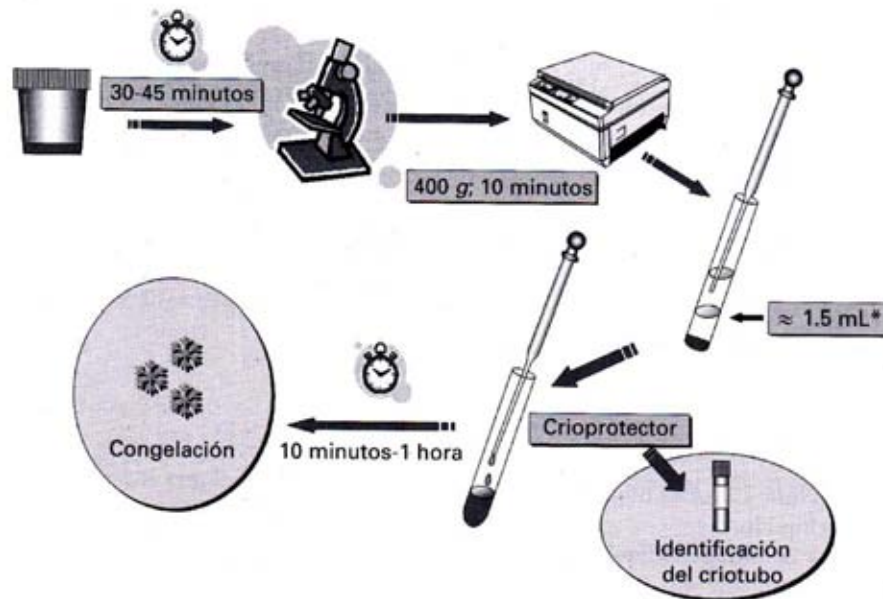 30-45 minutos
400 g; 10 minutos
≈ 1.5 mL*
Crioprotector
10 minutos-1 hora
Congelación
Identificación
del criotubo